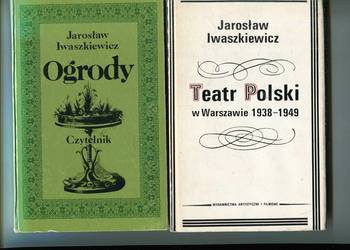 Jarosław
Iwaszkiewicz
Ogrody
Czytelnik
Jarosław
Iwaszkiewicz
Teatr Polski
w Warszawie 1938–1949
WYDAWNICTWA ARTYSTYCZNE I FILMOWE